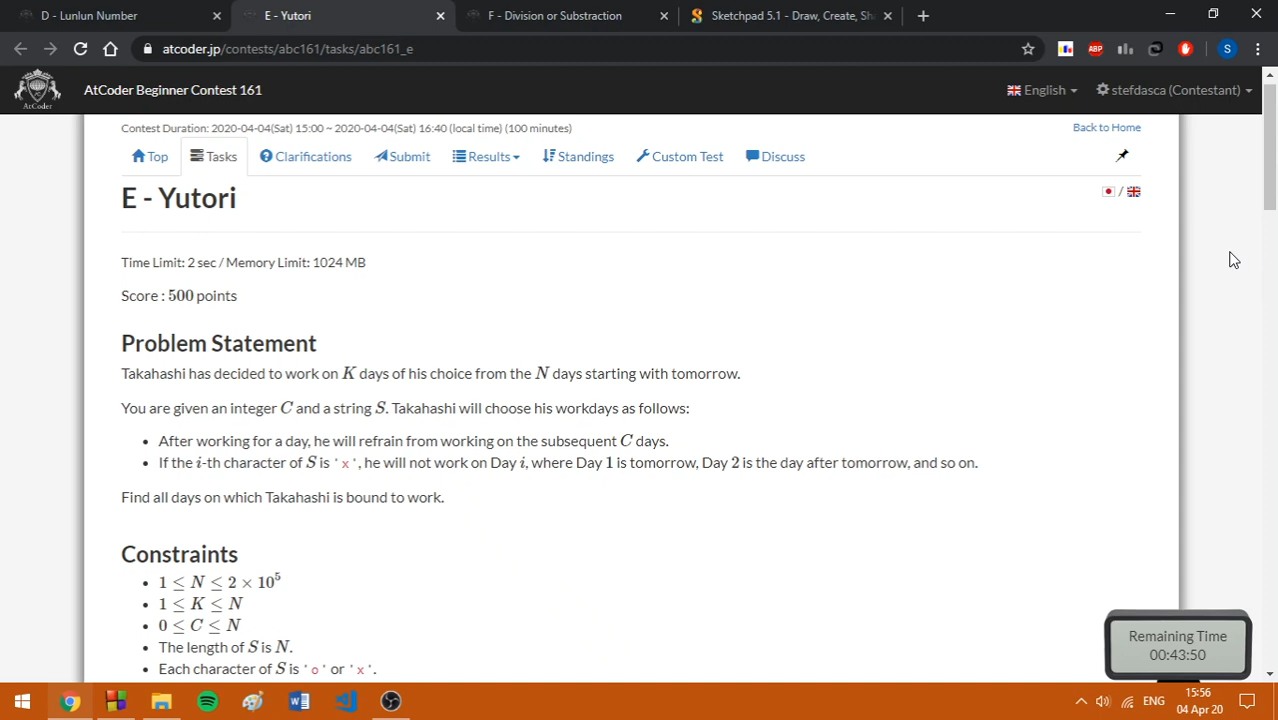 D - Lunlun Number
E - Yutori
F - Division or Substraction
Sketchpad 5.1 - Draw, Create, Sh
atcoder.jp/contests/abc161/tasks/abc161_e
ABP
S
AtCoder
AtCoder Beginner Contest 161
English
stefdasca (Contestant)
Contest Duration: 2020-04-04(Sat) 15:00 ~ 2020-04-04(Sat) 16:40 (local time) (100 minutes)
Back to Home
Top
Tasks
Clarifications
Submit
Results
Standings
Custom Test
Discuss
E - Yutori
/
Time Limit: 2 sec / Memory Limit: 1024 MB
Score : 500 points
Problem Statement
Takahashi has decided to work on K days of his choice from the N days starting with tomorrow.
You are given an integer C and a string S. Takahashi will choose his workdays as follows:
• After working for a day, he will refrain from working on the subsequent C days.
• If the i-th character of S is 'x', he will not work on Day i, where Day 1 is tomorrow, Day 2 is the day after tomorrow, and so on.
Find all days on which Takahashi is bound to work.
Constraints
• 1 ≤ N ≤ 2 × 10⁵
• 1 ≤ K ≤ N
• 0 ≤ C ≤ N
• The length of S is N.
• Each character of S is 'o' or 'x'.
Remaining Time
00:43:50
ENG
15:56
04 Apr 20